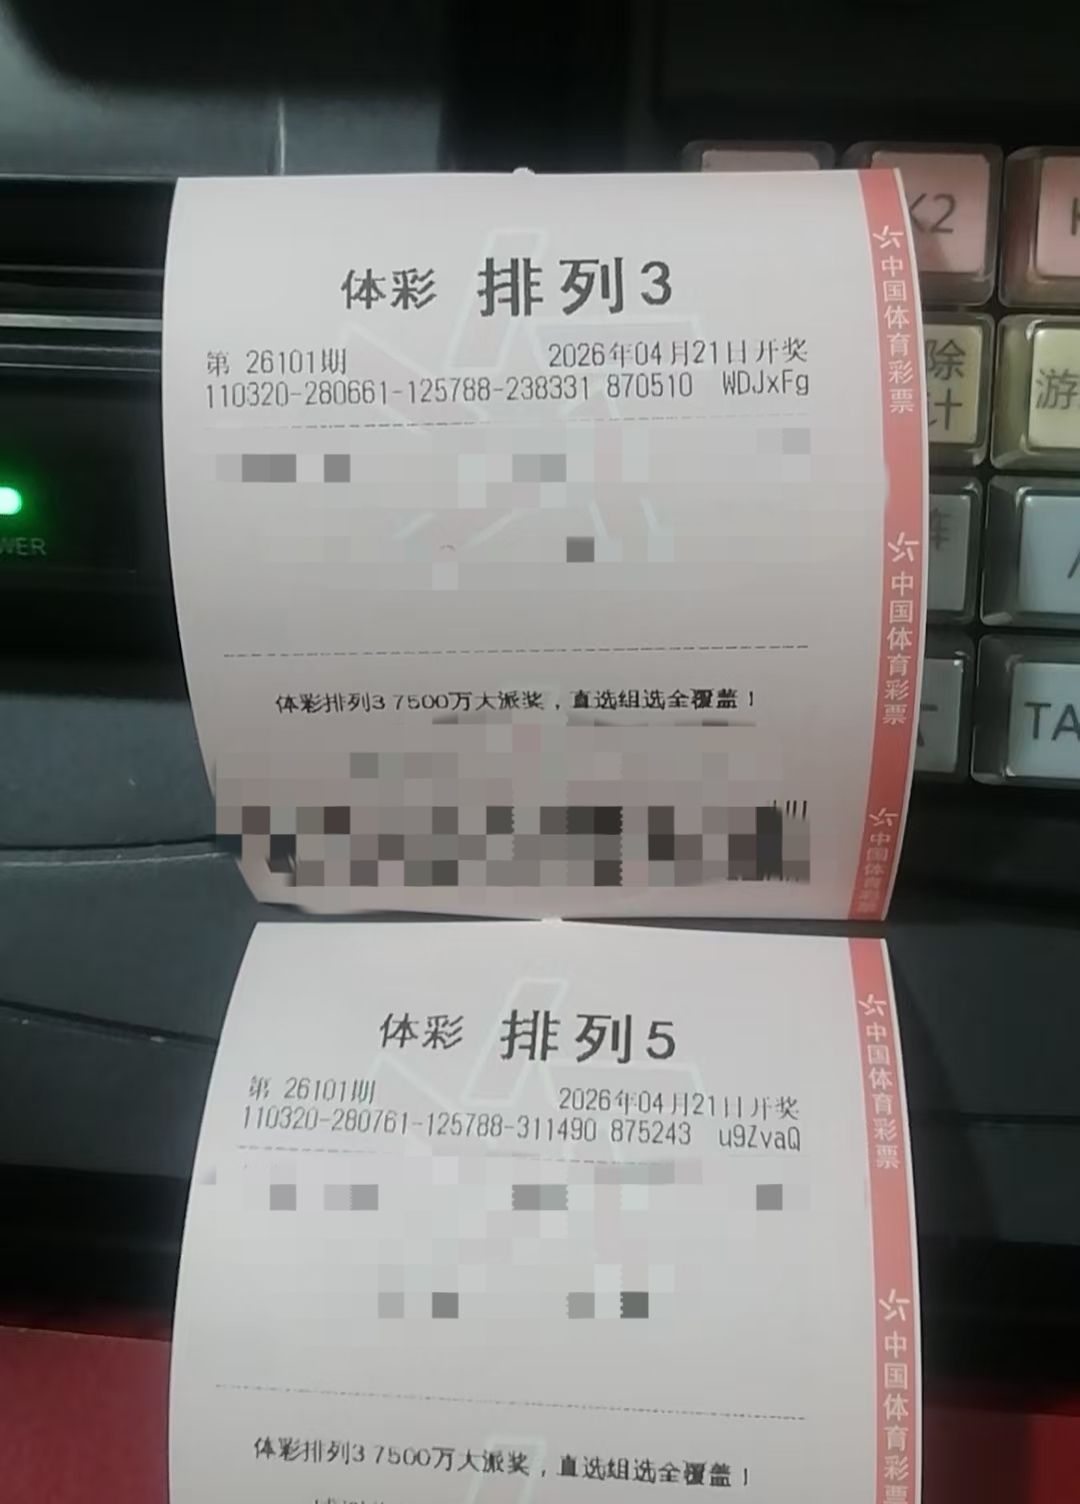 体彩 排列3
第 26101期 2026年04月21日开奖
110320-280661-125788-238331 870510 WDJxFg
体彩排列3 7500万大派奖，直选组选全覆盖！
中国体育彩票
中国体育彩票
中国体育彩票
体彩 排列5
第 26101期 2026年04月21日开奖
110320-280761-125788-311490 875243 u9ZvaQ
体彩排列3 7500万大派奖，直选组选全覆盖！
中国体育彩票
中国体育彩票
K2
除
计
游
TA
WER